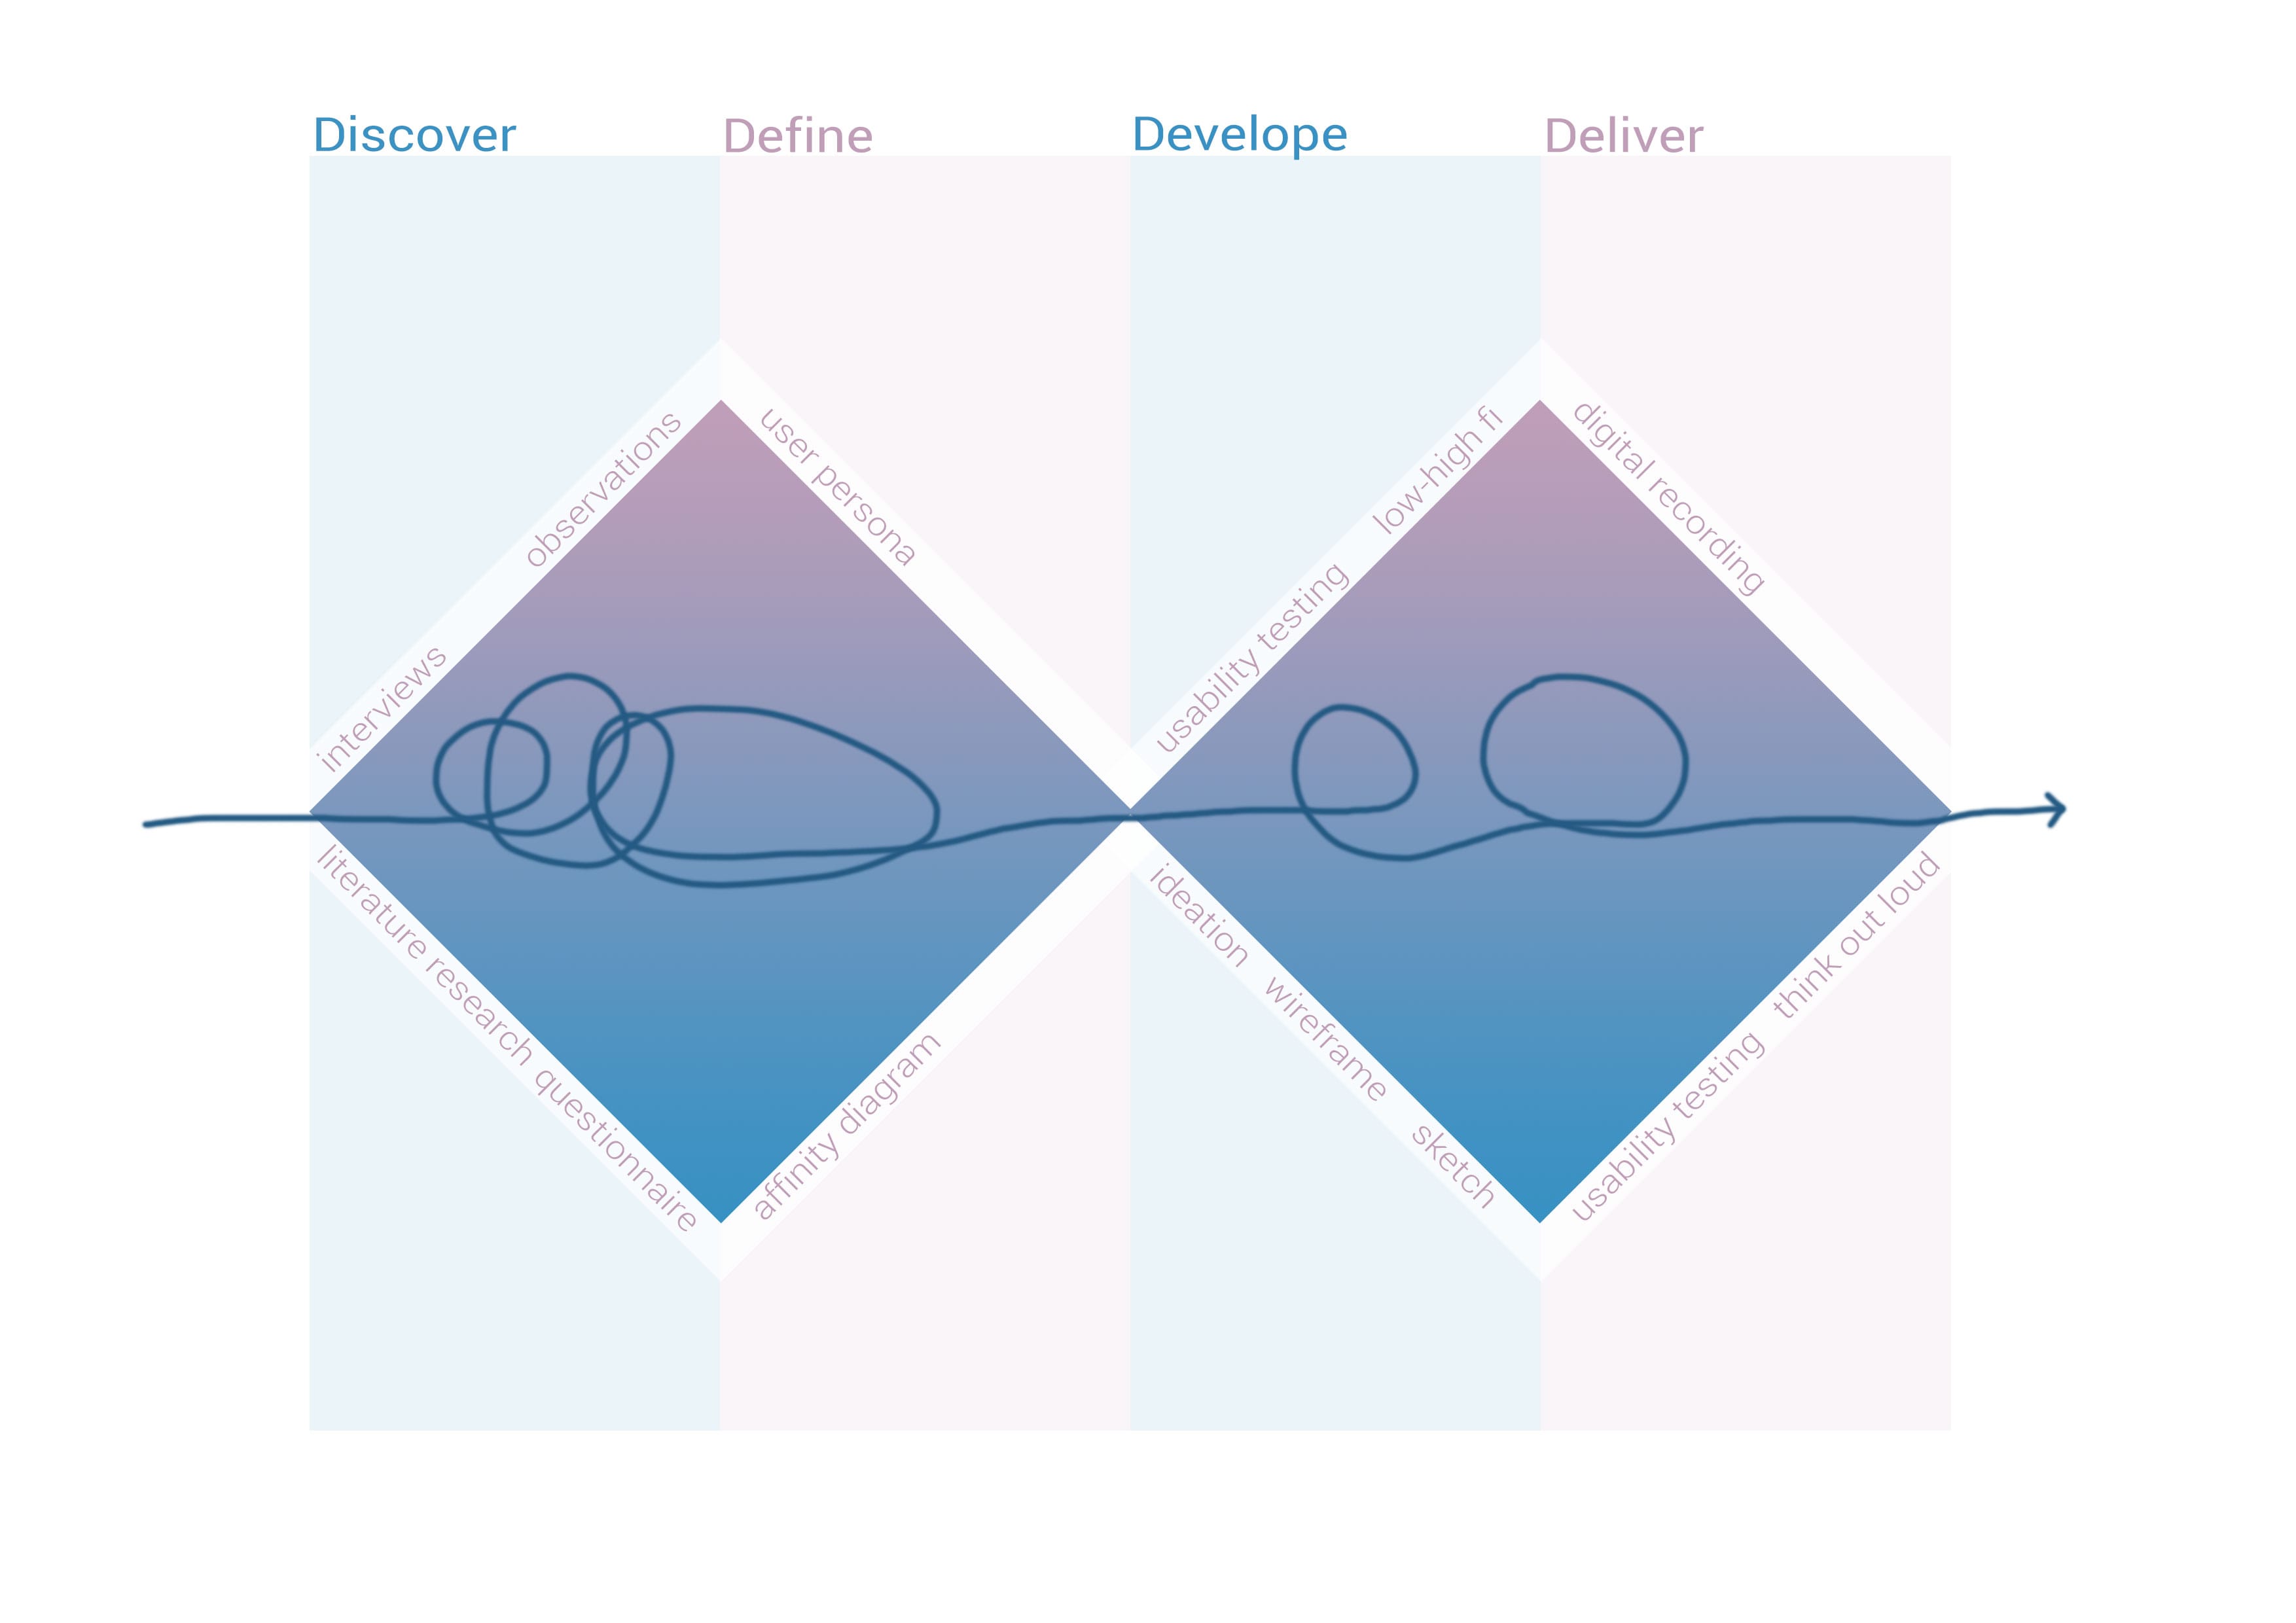 Discover
Define
Develope
Deliver
interviews
observations
user persona
usability testing
low-high fi
digital recording
literature research
questionnaire
affinity diagram
ideation
wireframe
sketch
usability testing
think out loud